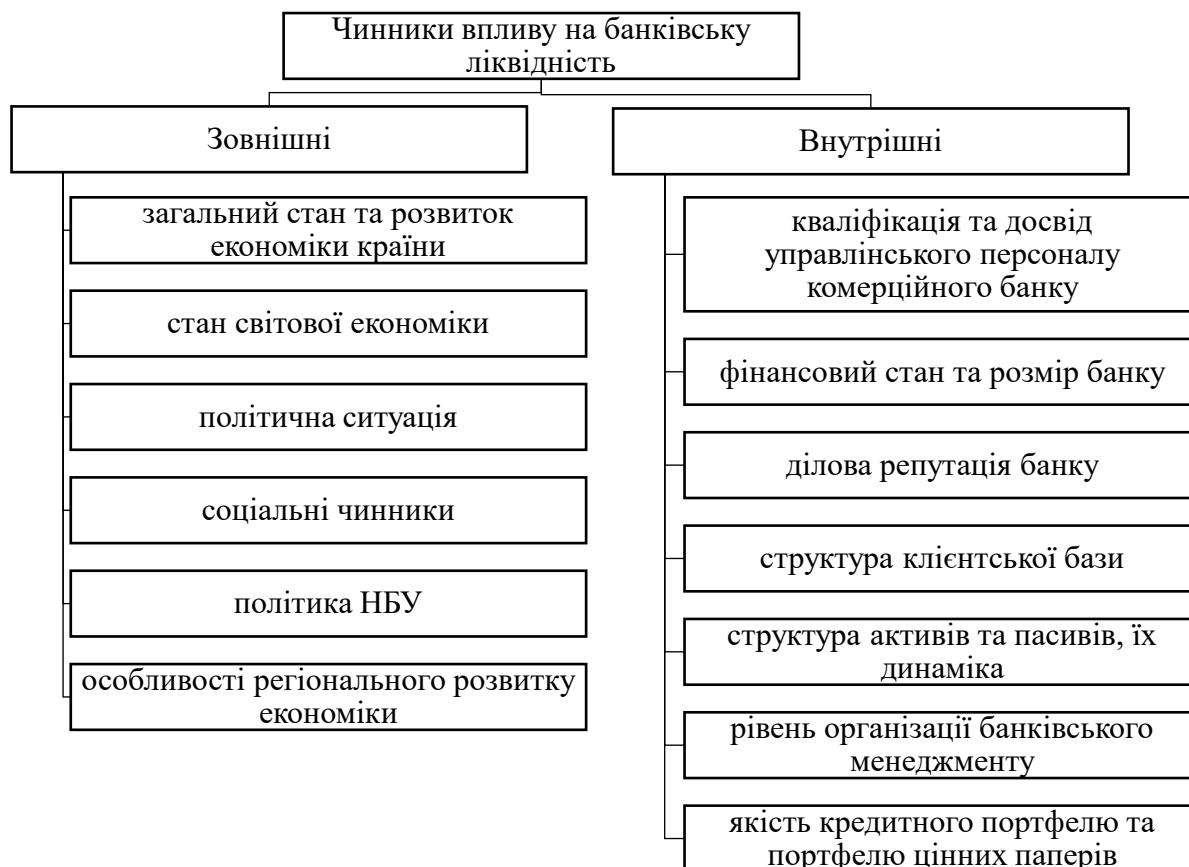 Чинники впливу на банківську
ліквідність
Зовнішні
загальний стан та розвиток
економіки країни
стан світової економіки
політична ситуація
соціальні чинники
політика НБУ
особливості регіонального розвитку
економіки
Внутрішні
кваліфікація та досвід
управлінського персоналу
комерційного банку
фінансовий стан та розмір банку
ділова репутація банку
структура клієнтської бази
структура активів та пасивів, їх
динаміка
рівень організації банківського
менеджменту
якість кредитного портфелю та
портфелю цінних паперів